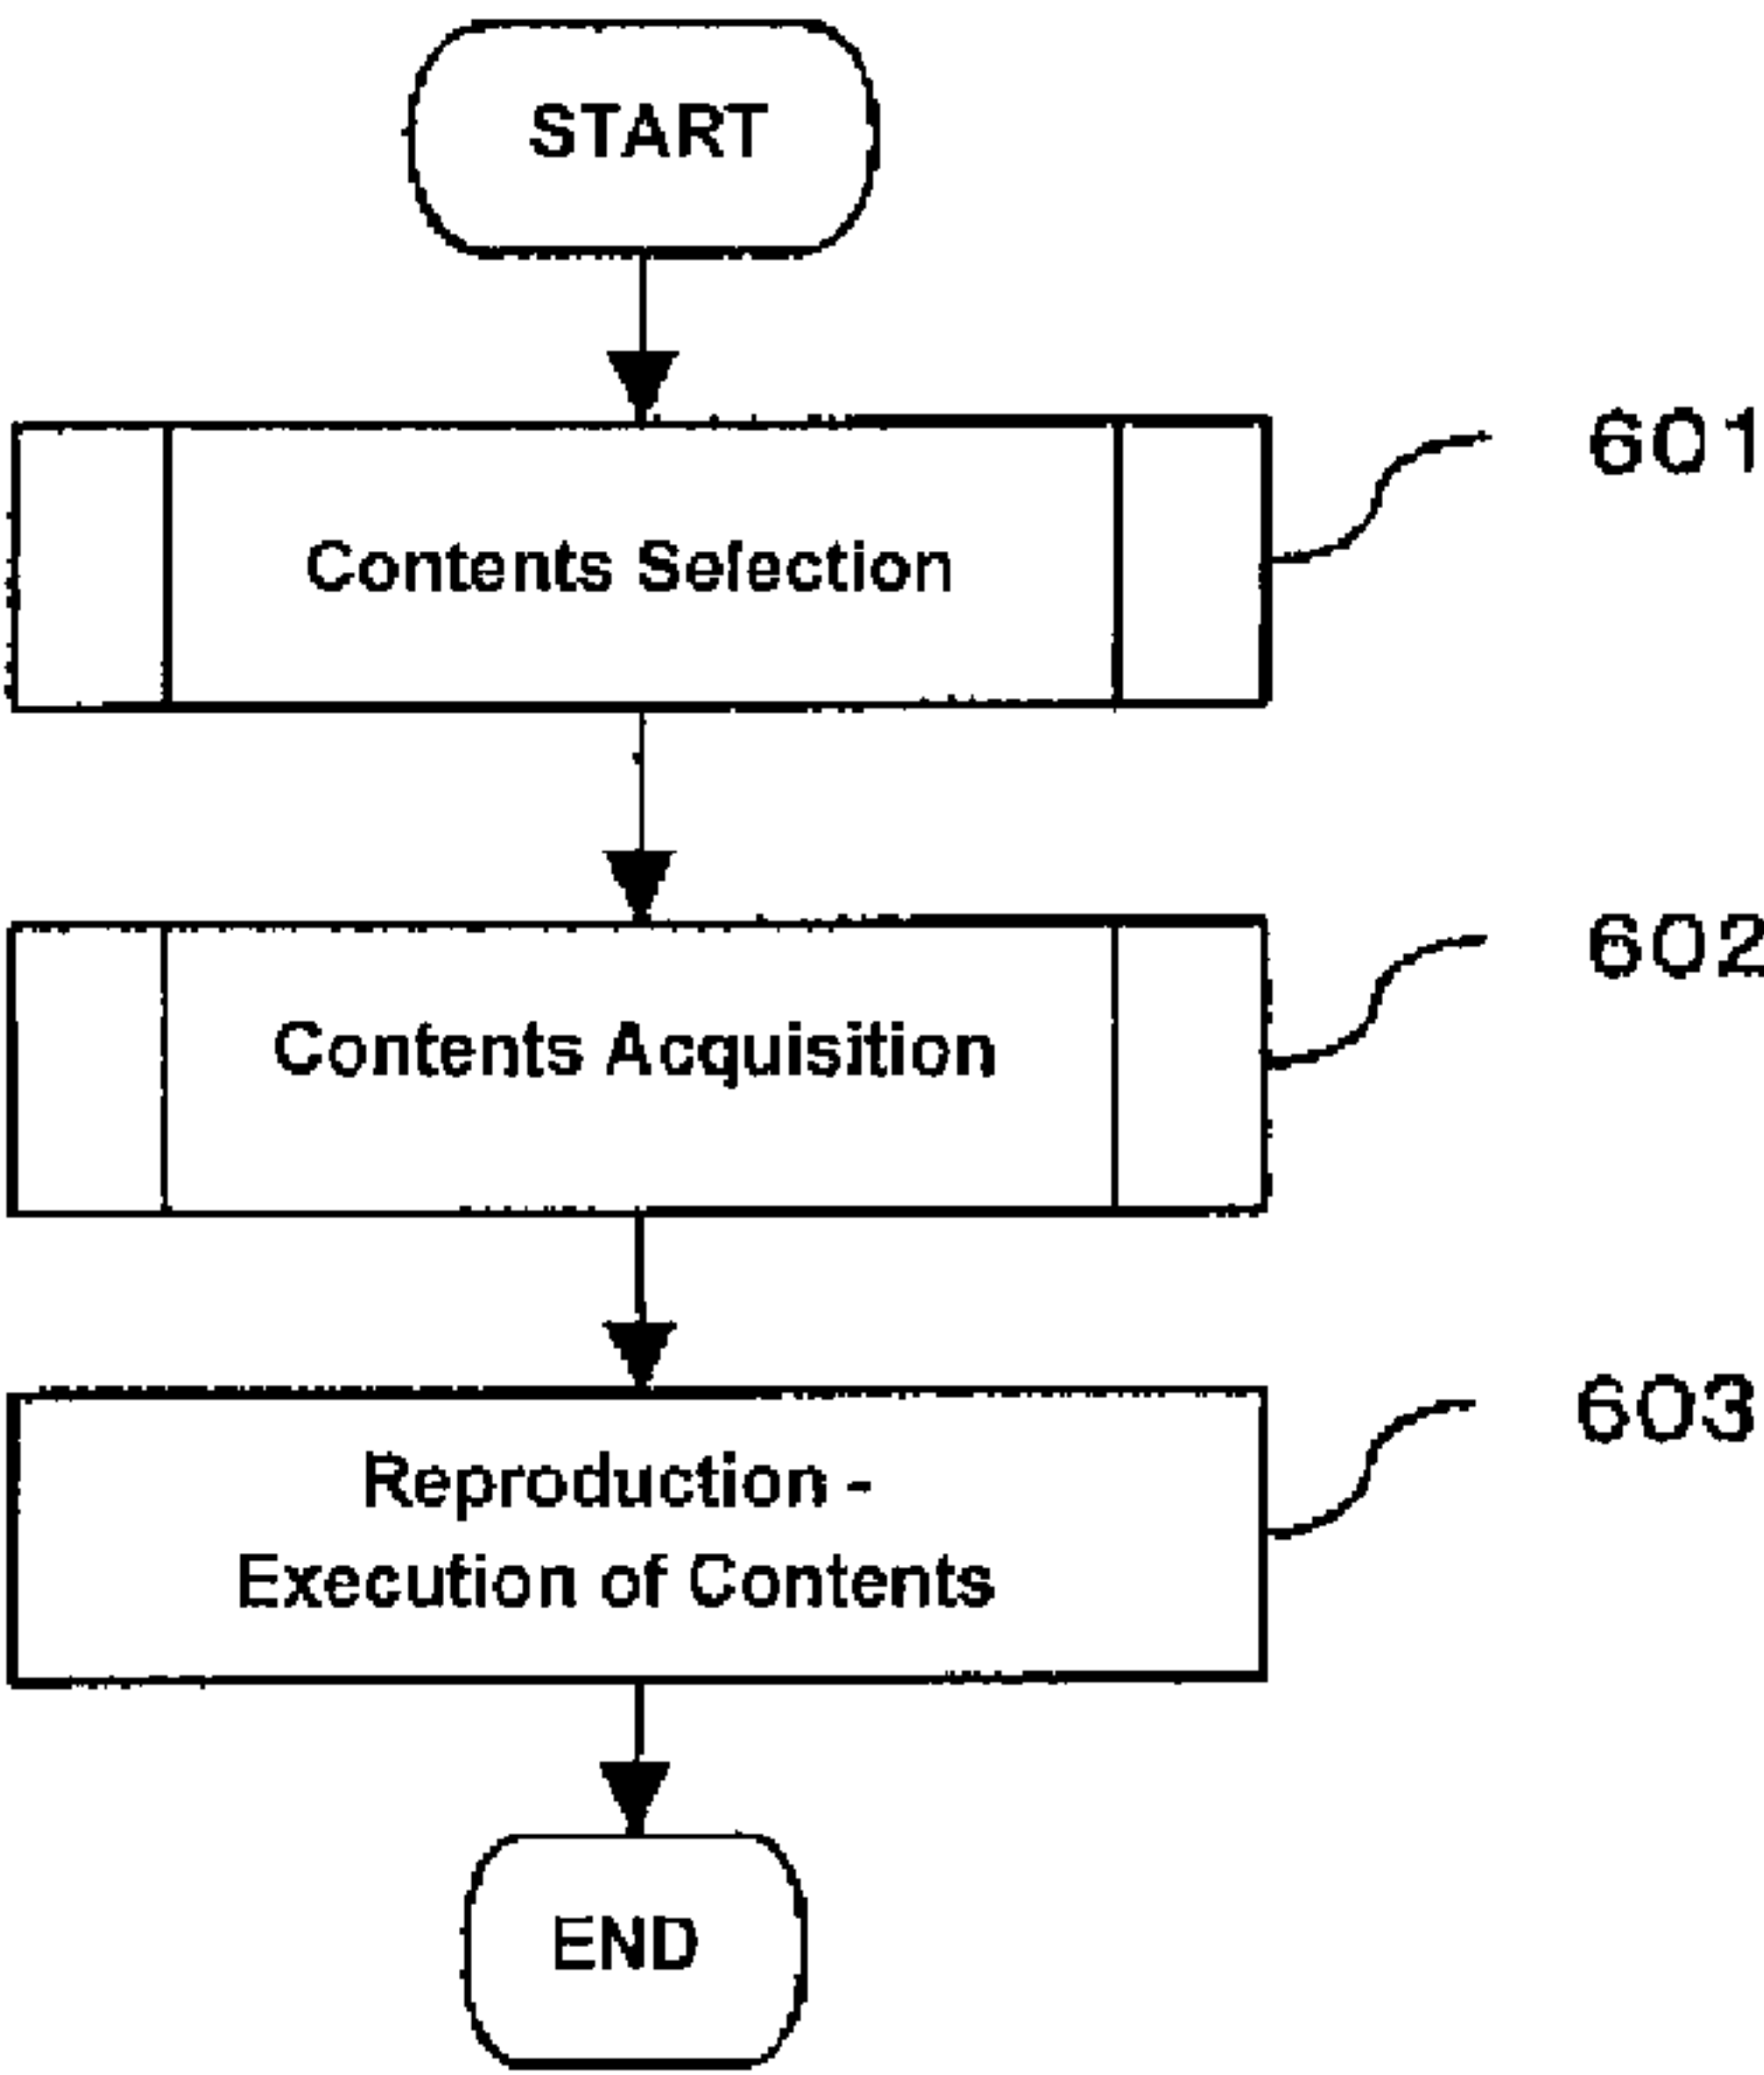 START
601
Contents Selection
602
Contents Acquisition
603
Reproduction -
Execution of Contents
END